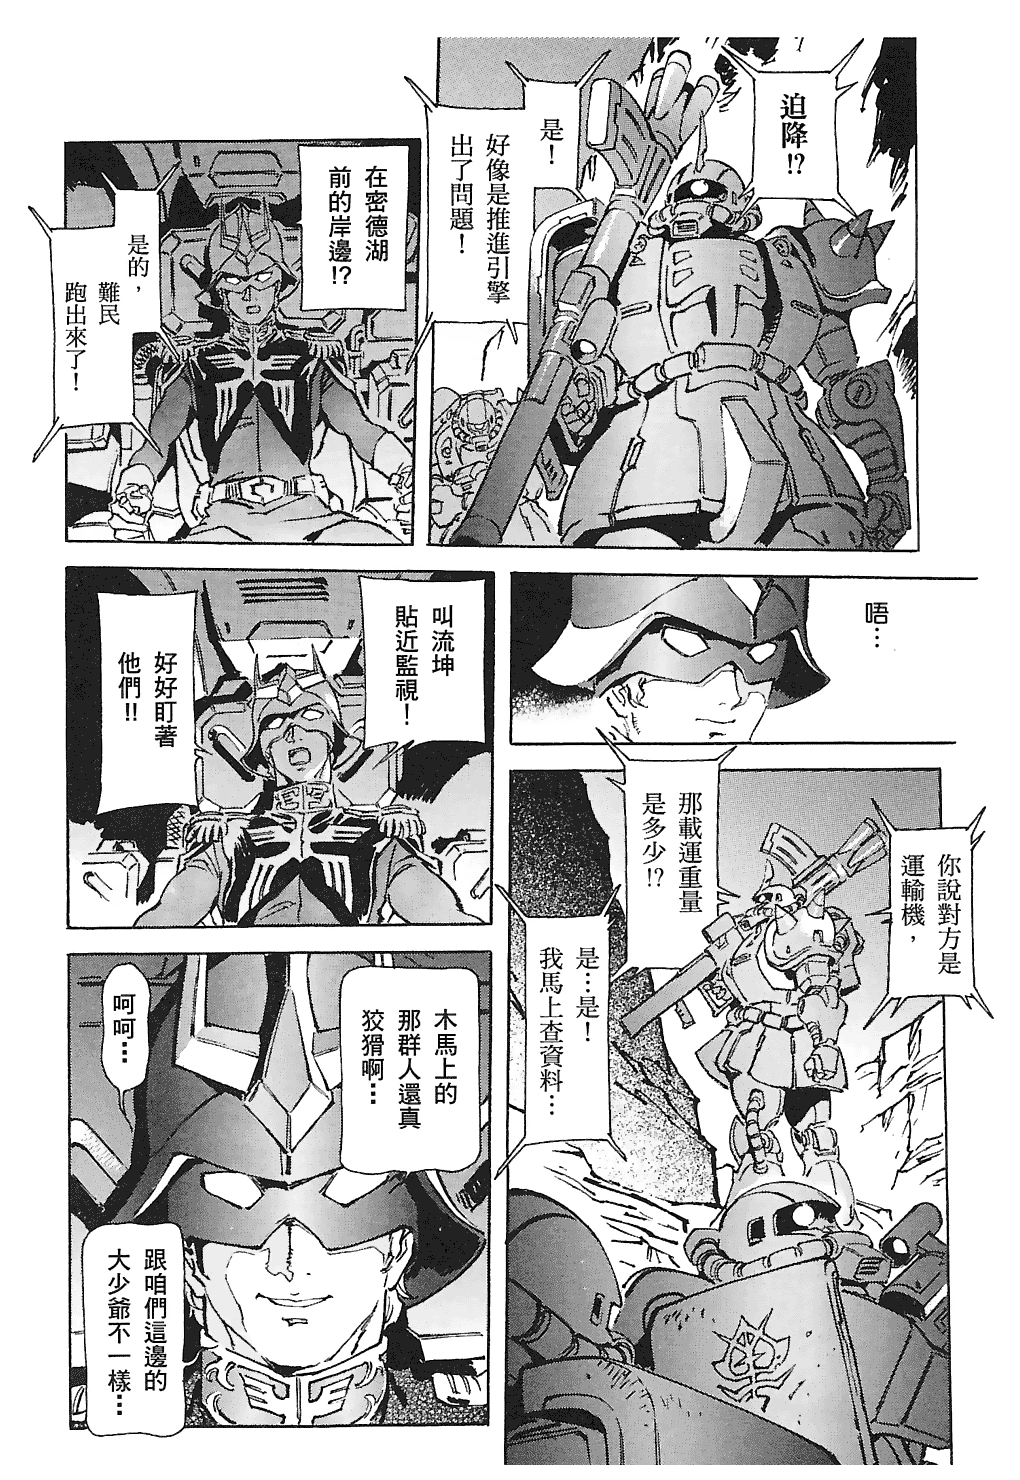 迫降!?
是！
好像是推進引擎
出了問題！
在密德湖
前的岸邊!?
是的，
難民
跑出來了！
唔…
叫流坤
貼近監視！
好好盯著
他們!!
你說對方是
運輸機，
那載運重量
是多少!?
是…是！
我馬上查資料…
木馬上的
那群人還真
狡猾啊…
呵呵…
跟咱們這邊的
大少爺不一樣…